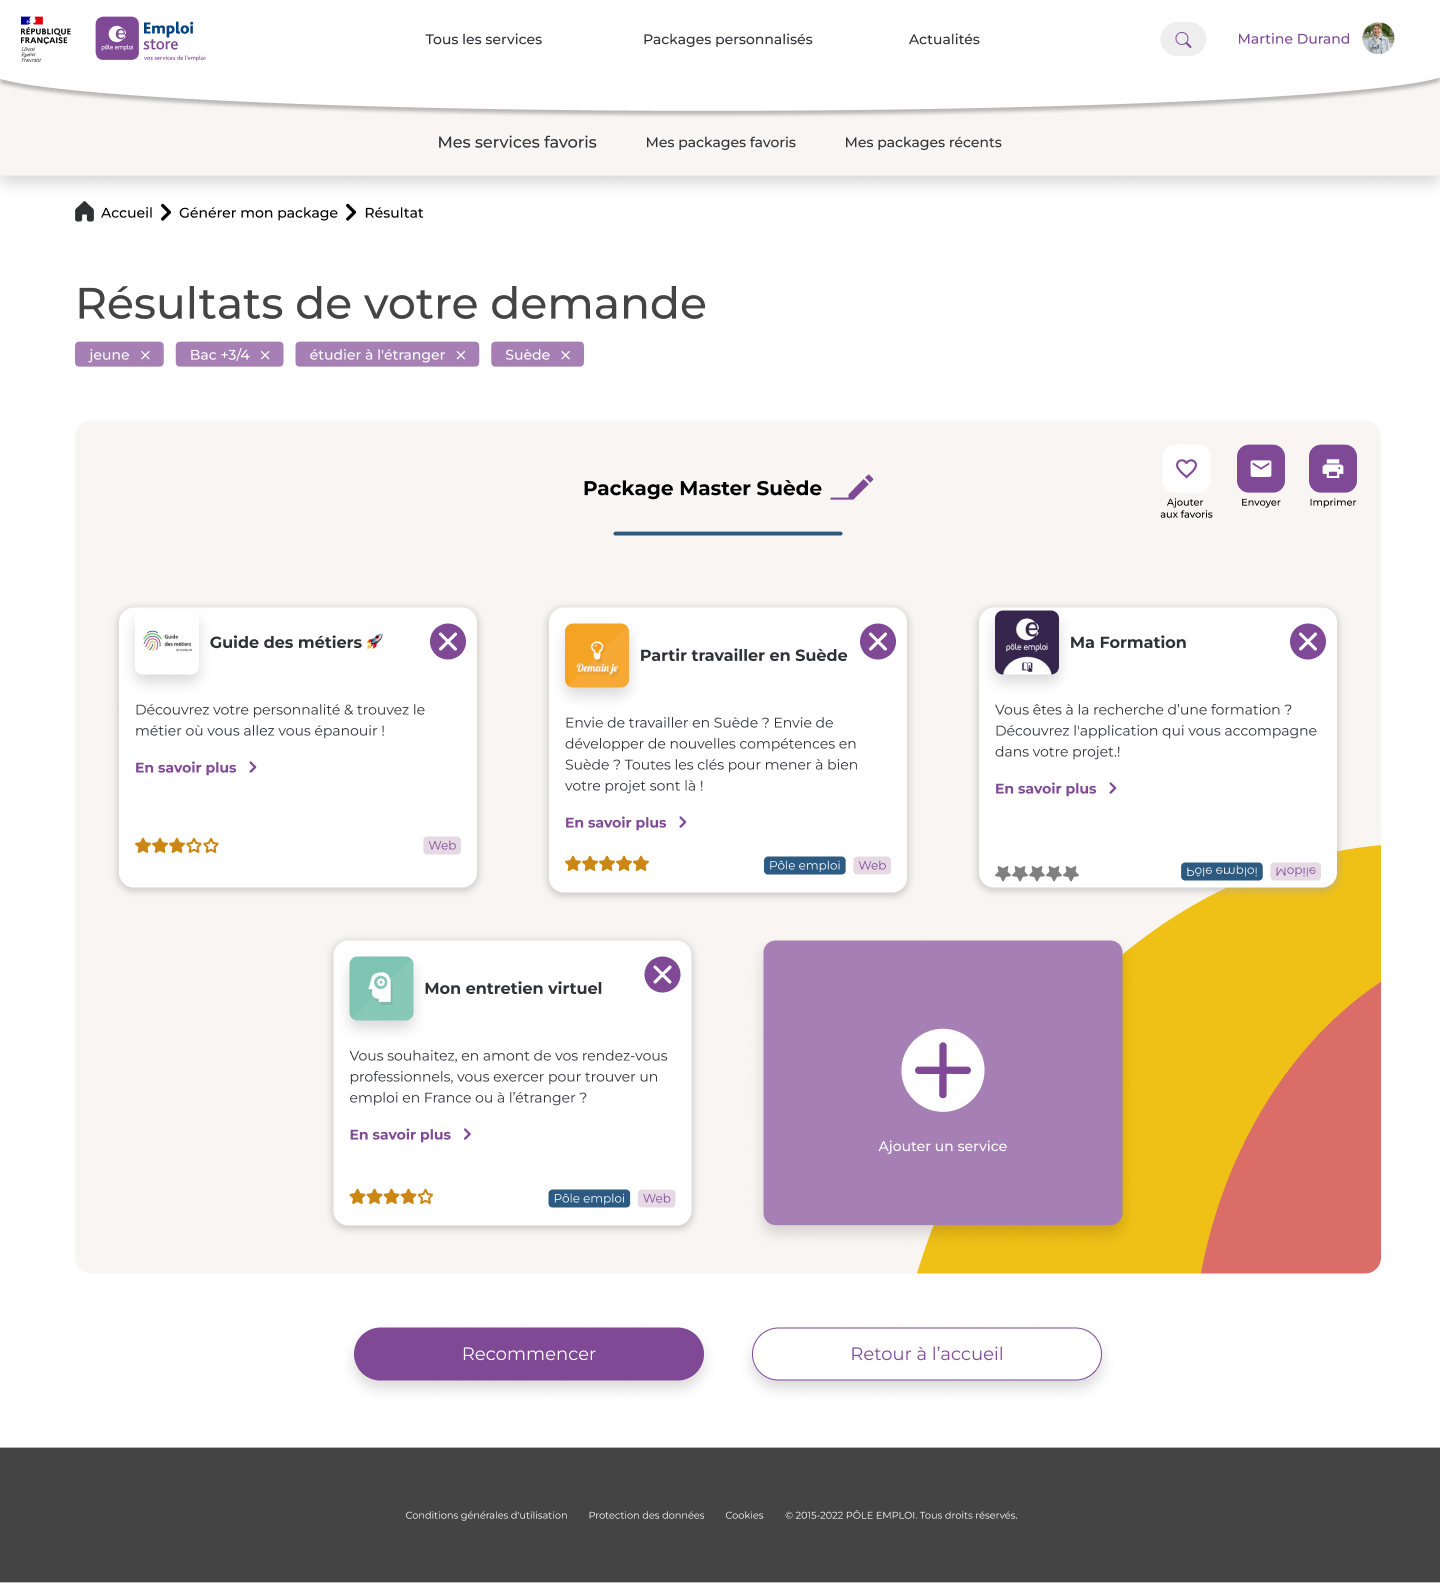 RÉPUBLIQUE
FRANÇAISE
Liberté
Égalité
Fraternité
pôle emploi
Emploi
store
vos services de l'emploi
Tous les services
Packages personnalisés
Actualités
Martine Durand
Mes services favoris
Mes packages favoris
Mes packages récents
Accueil
Générer mon package
Résultat
Résultats de votre demande
jeune
Bac +3/4
étudier à l'étranger
Suède
Package Master Suède
Ajouter
aux favoris
Envoyer
Imprimer
Guide
des métiers
Guide des métiers
Découvrez votre personnalité & trouvez le
métier où vous allez vous épanouir !
En savoir plus
Web
Demain je
Partir travailler en Suède
Envie de travailler en Suède ? Envie de
développer de nouvelles compétences en
Suède ? Toutes les clés pour mener à bien
votre projet sont là !
En savoir plus
Pôle emploi
Web
pôle emploi
Ma Formation
Vous êtes à la recherche d’une formation ?
Découvrez l'application qui vous accompagne
dans votre projet.!
En savoir plus
Pôle emploi
Mobile
Mon entretien virtuel
Vous souhaitez, en amont de vos rendez-vous
professionnels, vous exercer pour trouver un
emploi en France ou à l’étranger ?
En savoir plus
Pôle emploi
Web
Ajouter un service
Recommencer
Retour à l’accueil
Conditions générales d'utilisation
Protection des données
Cookies
© 2015-2022 PÔLE EMPLOI. Tous droits réservés.